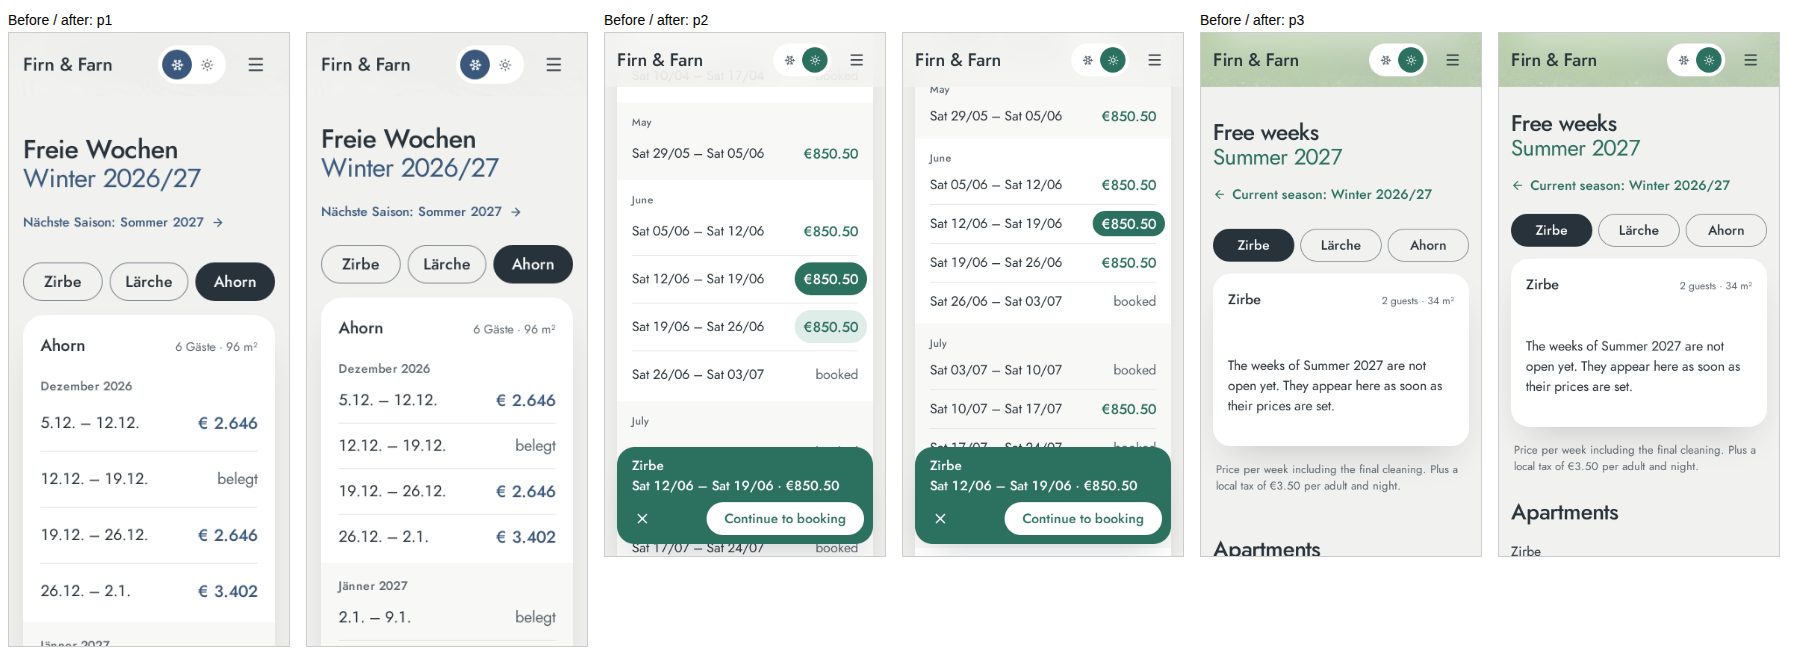 Before / after: p1
Firn & Farn
Freie Wochen
Winter 2026/27
Nächste Saison: Sommer 2027 →
Zirbe
Lärche
Ahorn
Ahorn
6 Gäste · 96 m²
Dezember 2026
5.12. – 12.12.
€ 2.646
12.12. – 19.12.
belegt
19.12. – 26.12.
€ 2.646
26.12. – 2.1.
€ 3.402
Jänner 2027
Firn & Farn
Freie Wochen
Winter 2026/27
Nächste Saison: Sommer 2027 →
Zirbe
Lärche
Ahorn
Ahorn
6 Gäste · 96 m²
Dezember 2026
5.12. – 12.12.
€ 2.646
12.12. – 19.12.
belegt
19.12. – 26.12.
€ 2.646
26.12. – 2.1.
€ 3.402
Jänner 2027
2.1. – 9.1.
belegt
Before / after: p2
Firn & Farn
Sat 10/04 – Sat 17/04
booked
May
Sat 29/05 – Sat 05/06
€850.50
June
Sat 05/06 – Sat 12/06
€850.50
Sat 12/06 – Sat 19/06
€850.50
Sat 19/06 – Sat 26/06
€850.50
Sat 26/06 – Sat 03/07
booked
July
Zirbe
Sat 12/06 – Sat 19/06 · €850.50
× Continue to booking
Sat 17/07 – Sat 24/07
booked
Firn & Farn
May
Sat 29/05 – Sat 05/06
€850.50
June
Sat 05/06 – Sat 12/06
€850.50
Sat 12/06 – Sat 19/06
€850.50
Sat 19/06 – Sat 26/06
€850.50
Sat 26/06 – Sat 03/07
booked
July
Sat 03/07 – Sat 10/07
booked
Sat 10/07 – Sat 17/07
€850.50
Sat 17/07 – Sat 24/07
booked
Zirbe
Sat 12/06 – Sat 19/06 · €850.50
× Continue to booking
Before / after: p3
Firn & Farn
Free weeks
Summer 2027
← Current season: Winter 2026/27
Zirbe
Lärche
Ahorn
Zirbe
2 guests · 34 m²
The weeks of Summer 2027 are not
open yet. They appear here as soon as
their prices are set.
Price per week including the final cleaning. Plus a
local tax of €3.50 per adult and night.
Apartments
Firn & Farn
Free weeks
Summer 2027
← Current season: Winter 2026/27
Zirbe
Lärche
Ahorn
Zirbe
2 guests · 34 m²
The weeks of Summer 2027 are not
open yet. They appear here as soon as
their prices are set.
Price per week including the final cleaning. Plus a
local tax of €3.50 per adult and night.
Apartments
Zirbe